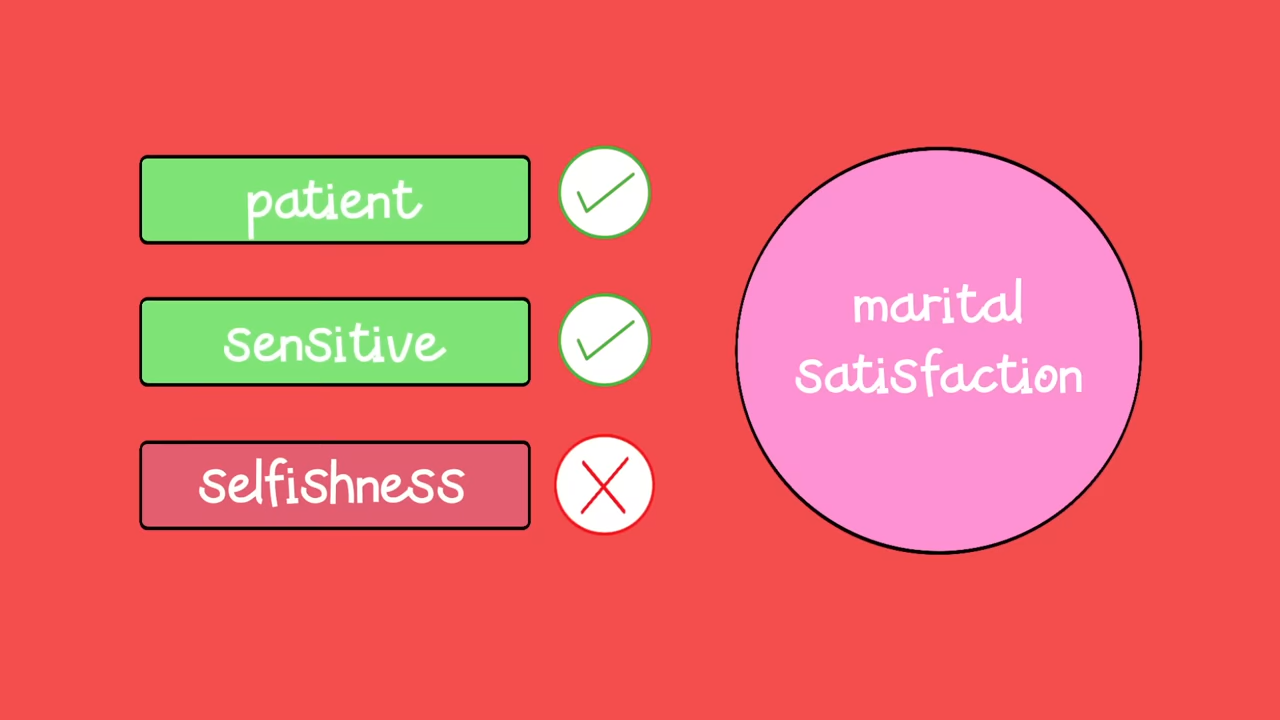 patient
sensitive
selfishness
marital
satisfaction